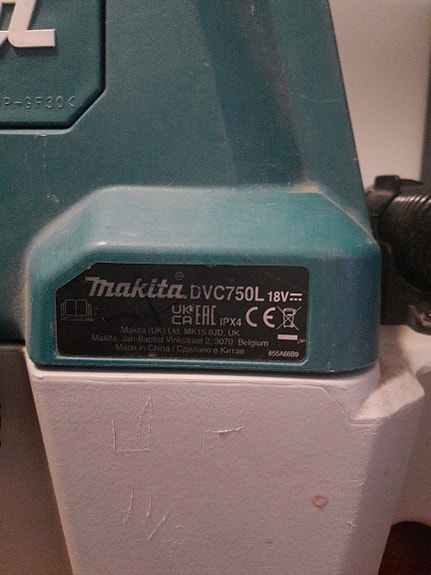 P-GF30<
makita DVC750L 18V
UK CA EAC IPX4 CE
Makita (UK) Ltd. MK15 8JD, UK
Makita, Jan-Baptist Vinkstraat 2, 3070, Belgium
Made in China / Сделано в Китае
855A66B9